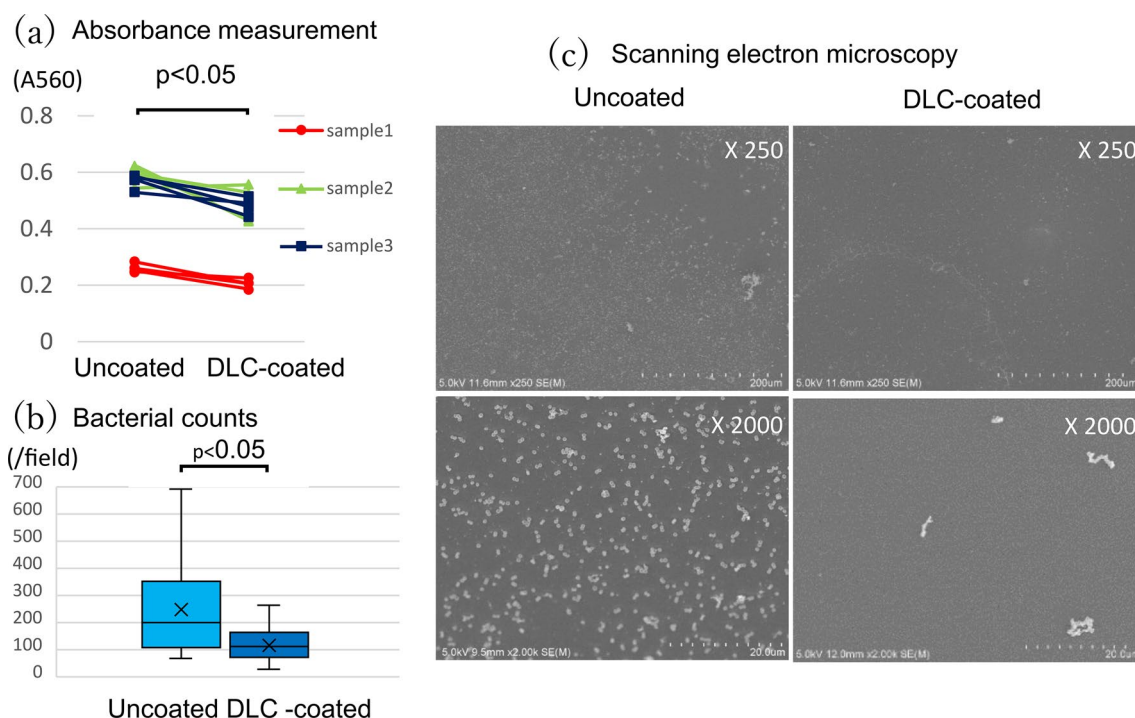 (a) Absorbance measurement
(A560)
p<0.05
0.8
0.6
0.4
0.2
0
sample1
sample2
sample3
Uncoated DLC-coated
(b) Bacterial counts
(/field)
p<0.05
700
600
500
400
300
200
100
0
Uncoated DLC -coated
(c) Scanning electron microscopy
Uncoated DLC-coated
X 250
5.0kV 11.6mm x250 SE(M) 200um
X 250
5.0kV 11.6mm x250 SE(M) 200um
X 2000
5.0kV 9.5mm x2.00k SE(M) 20.0um
X 2000
5.0kV 12.0mm x2.00k SE(M) 20.0um